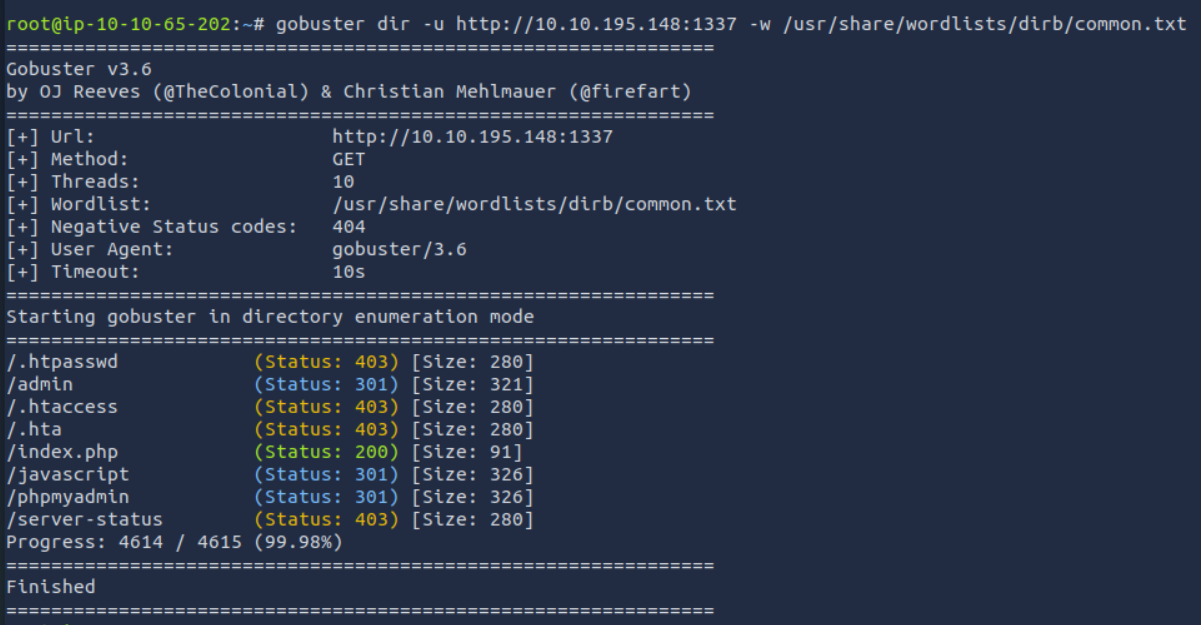 root@ip-10-10-65-202:~# gobuster dir -u http://10.10.195.148:1337 -w /usr/share/wordlists/dirb/common.txt
===============================================================
Gobuster v3.6
by OJ Reeves (@TheColonial) & Christian Mehlmauer (@firefart)
===============================================================
[+] Url:                     http://10.10.195.148:1337
[+] Method:                  GET
[+] Threads:                 10
[+] Wordlist:                /usr/share/wordlists/dirb/common.txt
[+] Negative Status codes:   404
[+] User Agent:              gobuster/3.6
[+] Timeout:                 10s
===============================================================
Starting gobuster in directory enumeration mode
===============================================================
/.htpasswd            (Status: 403) [Size: 280]
/admin                (Status: 301) [Size: 321]
/.htaccess            (Status: 403) [Size: 280]
/.hta                 (Status: 403) [Size: 280]
/index.php            (Status: 200) [Size: 91]
/javascript           (Status: 301) [Size: 326]
/phpmyadmin           (Status: 301) [Size: 326]
/server-status        (Status: 403) [Size: 280]
Progress: 4614 / 4615 (99.98%)
===============================================================
Finished
===============================================================